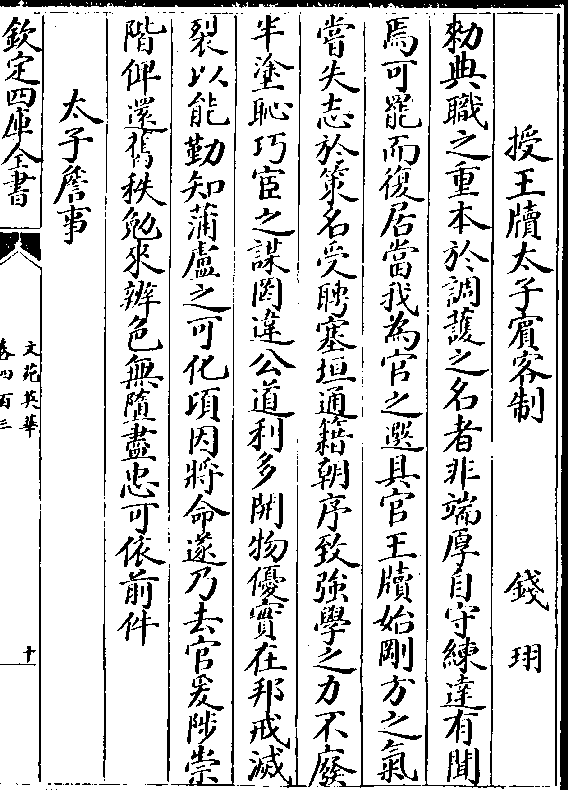 授王牘太子賓客制 錢珝
勑典職之重本於調䕶之名者非端厚自守練達有聞
焉可罷而復居當我為官之選具官王牘始剛方之氣
嘗失志於策名受聘塞垣通籍朝序致強學之力不廢
半塗恥巧宦之謀罔違公道利多開物優實在邦戒滅
裂以能勤知蒲盧之可化頃因將命遂乃去官爰陟崇
階俾還舊秩勉來辨色無隳盡忠可依前件
太子詹事
欽定四庫全書
文苑英華
卷四百三
十